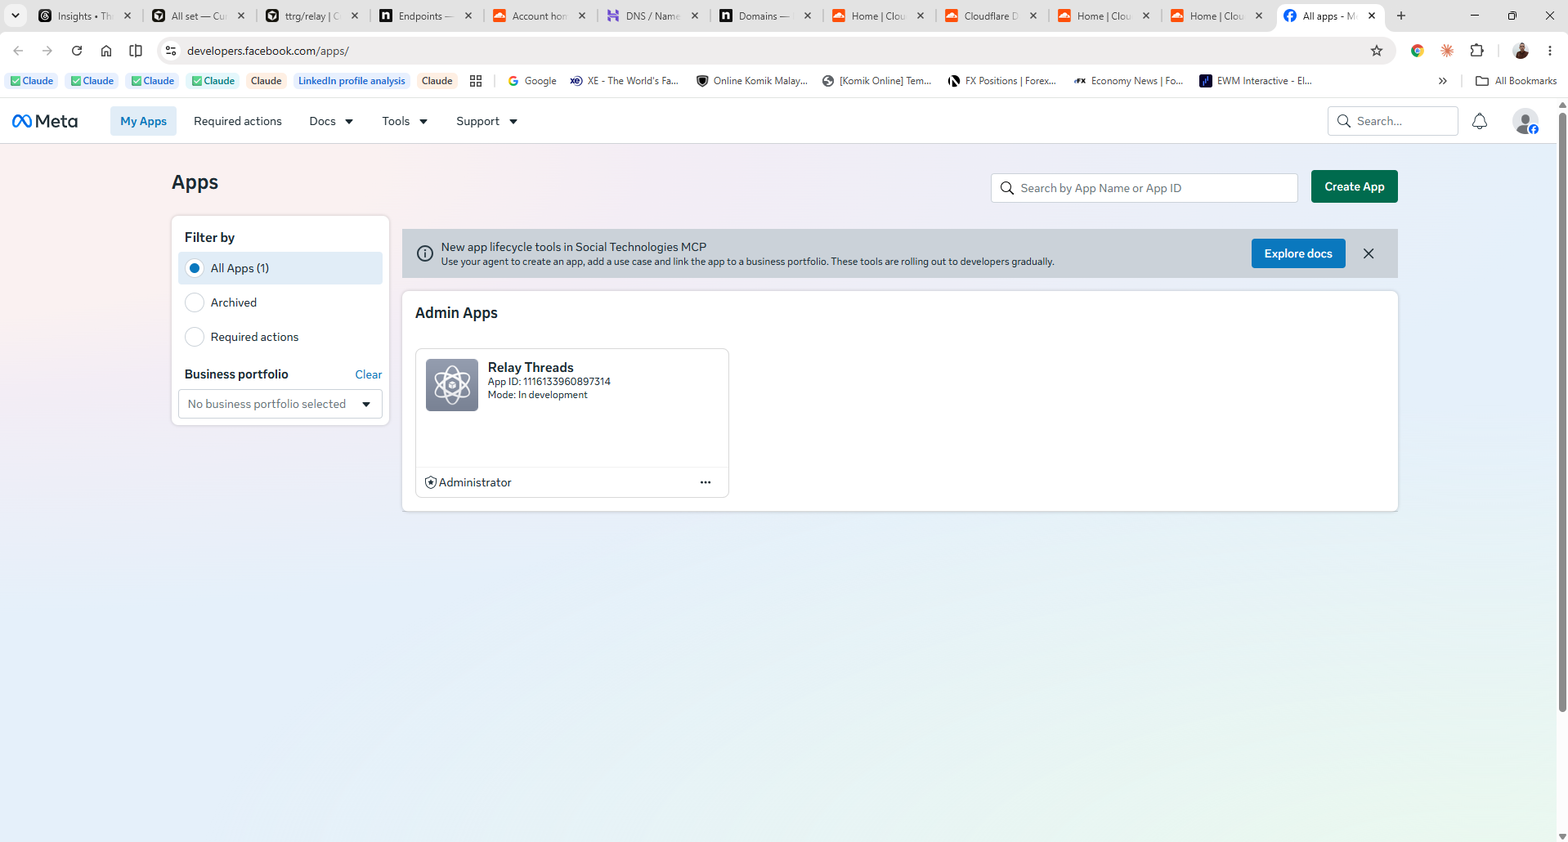 Insights • Th
All set — Cu
ttrg/relay | C
Endpoints —
Account hon
DNS / Name
Domains —
Home | Clou
Cloudflare D
Home | Clou
Home | Clou
All apps - M
developers.facebook.com/apps/
Claude
Claude
Claude
Claude
Claude
LinkedIn profile analysis
Claude
Google
XE - The World's Fa...
Online Komik Malay...
[Komik Online] Tem...
FX Positions | Forex...
Economy News | Fo...
EWM Interactive - El...
All Bookmarks
Meta
My Apps
Required actions
Docs
Tools
Support
Search...
Apps
Search by App Name or App ID
Create App
Filter by
All Apps (1)
Archived
Required actions
Business portfolio
Clear
No business portfolio selected
New app lifecycle tools in Social Technologies MCP
Use your agent to create an app, add a use case and link the app to a business portfolio. These tools are rolling out to developers gradually.
Explore docs
Admin Apps
Relay Threads
App ID: 1116133960897314
Mode: In development
Administrator